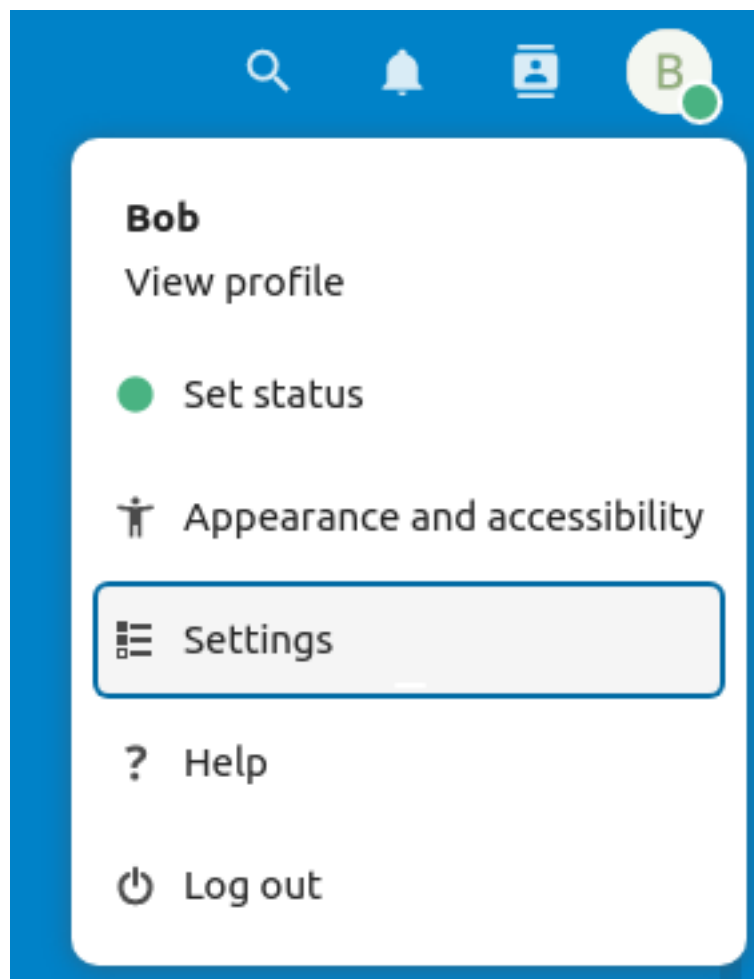 B
Bob
View profile
Set status
Appearance and accessibility
Settings
? Help
Log out